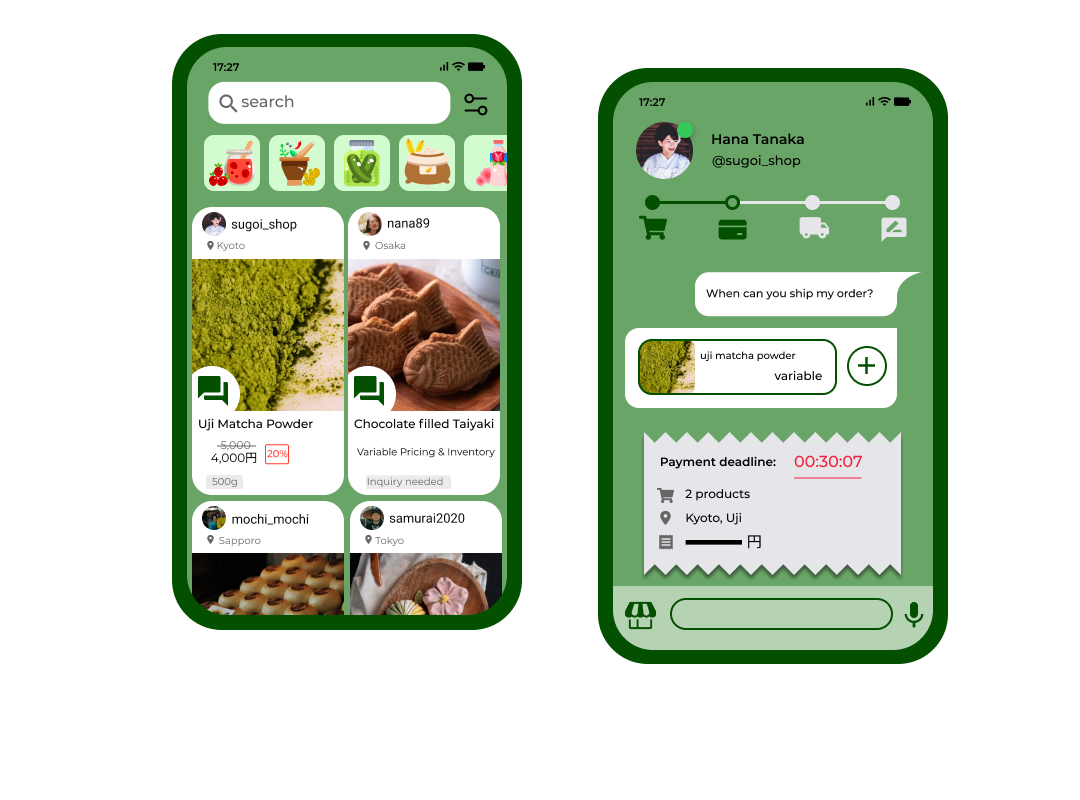 17:27
search
sugoi_shop
Kyoto
nana89
Osaka
Uji Matcha Powder
5,000
4,000円
20%
500g
Chocolate filled Taiyaki
Variable Pricing & Inventory
Inquiry needed
mochi_mochi
Sapporo
samurai2020
Tokyo
17:27
Hana Tanaka
@sugoi_shop
When can you ship my order?
uji matcha powder
variable
Payment deadline: 00:30:07
2 products
Kyoto, Uji
円